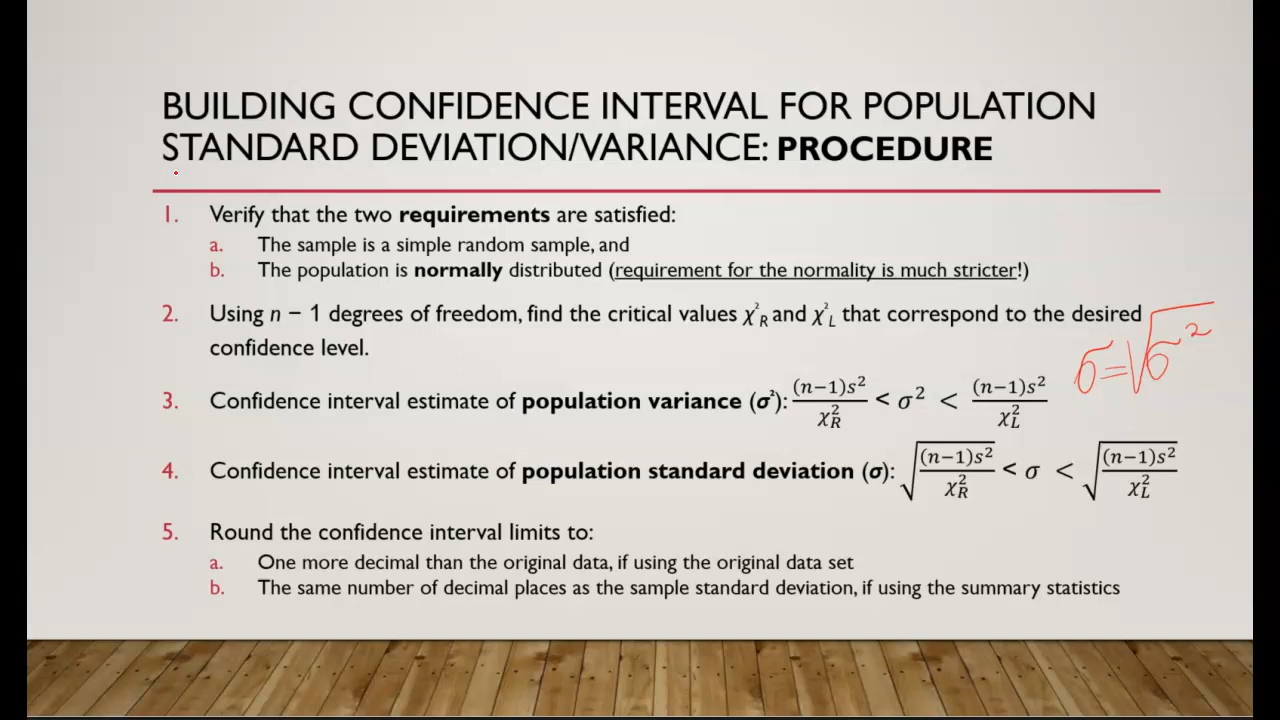 BUILDING CONFIDENCE INTERVAL FOR POPULATION
STANDARD DEVIATION/VARIANCE: PROCEDURE
1. Verify that the two requirements are satisfied:
a. The sample is a simple random sample, and
b. The population is normally distributed (requirement for the normality is much stricter!)
2. Using n − 1 degrees of freedom, find the critical values χ²_R and χ²_L that correspond to the desired
confidence level.
σ=√σ²
3. Confidence interval estimate of population variance (σ²): (n−1)s²/χ²_R < σ² < (n−1)s²/χ²_L
4. Confidence interval estimate of population standard deviation (σ): √((n−1)s²/χ²_R) < σ < √((n−1)s²/χ²_L)
5. Round the confidence interval limits to:
a. One more decimal than the original data, if using the original data set
b. The same number of decimal places as the sample standard deviation, if using the summary statistics